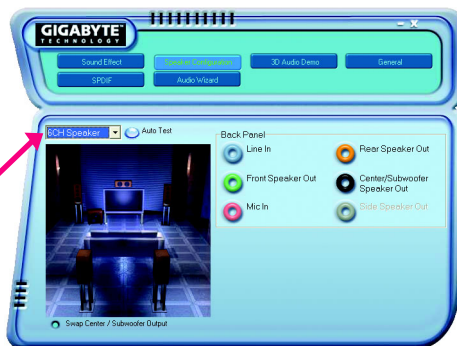 GIGABYTE™
TECHNOLOGY
– X
Sound Effect
Speaker Configuration
3D Audio Demo
General
SPDIF
Audio Wizard
6CH Speaker
Auto Test
Back Panel
Line In
Rear Speaker Out
Front Speaker Out
Center/Subwoofer
Speaker Out
Mic In
Side Speaker Out
Swap Center / Subwoofer Output